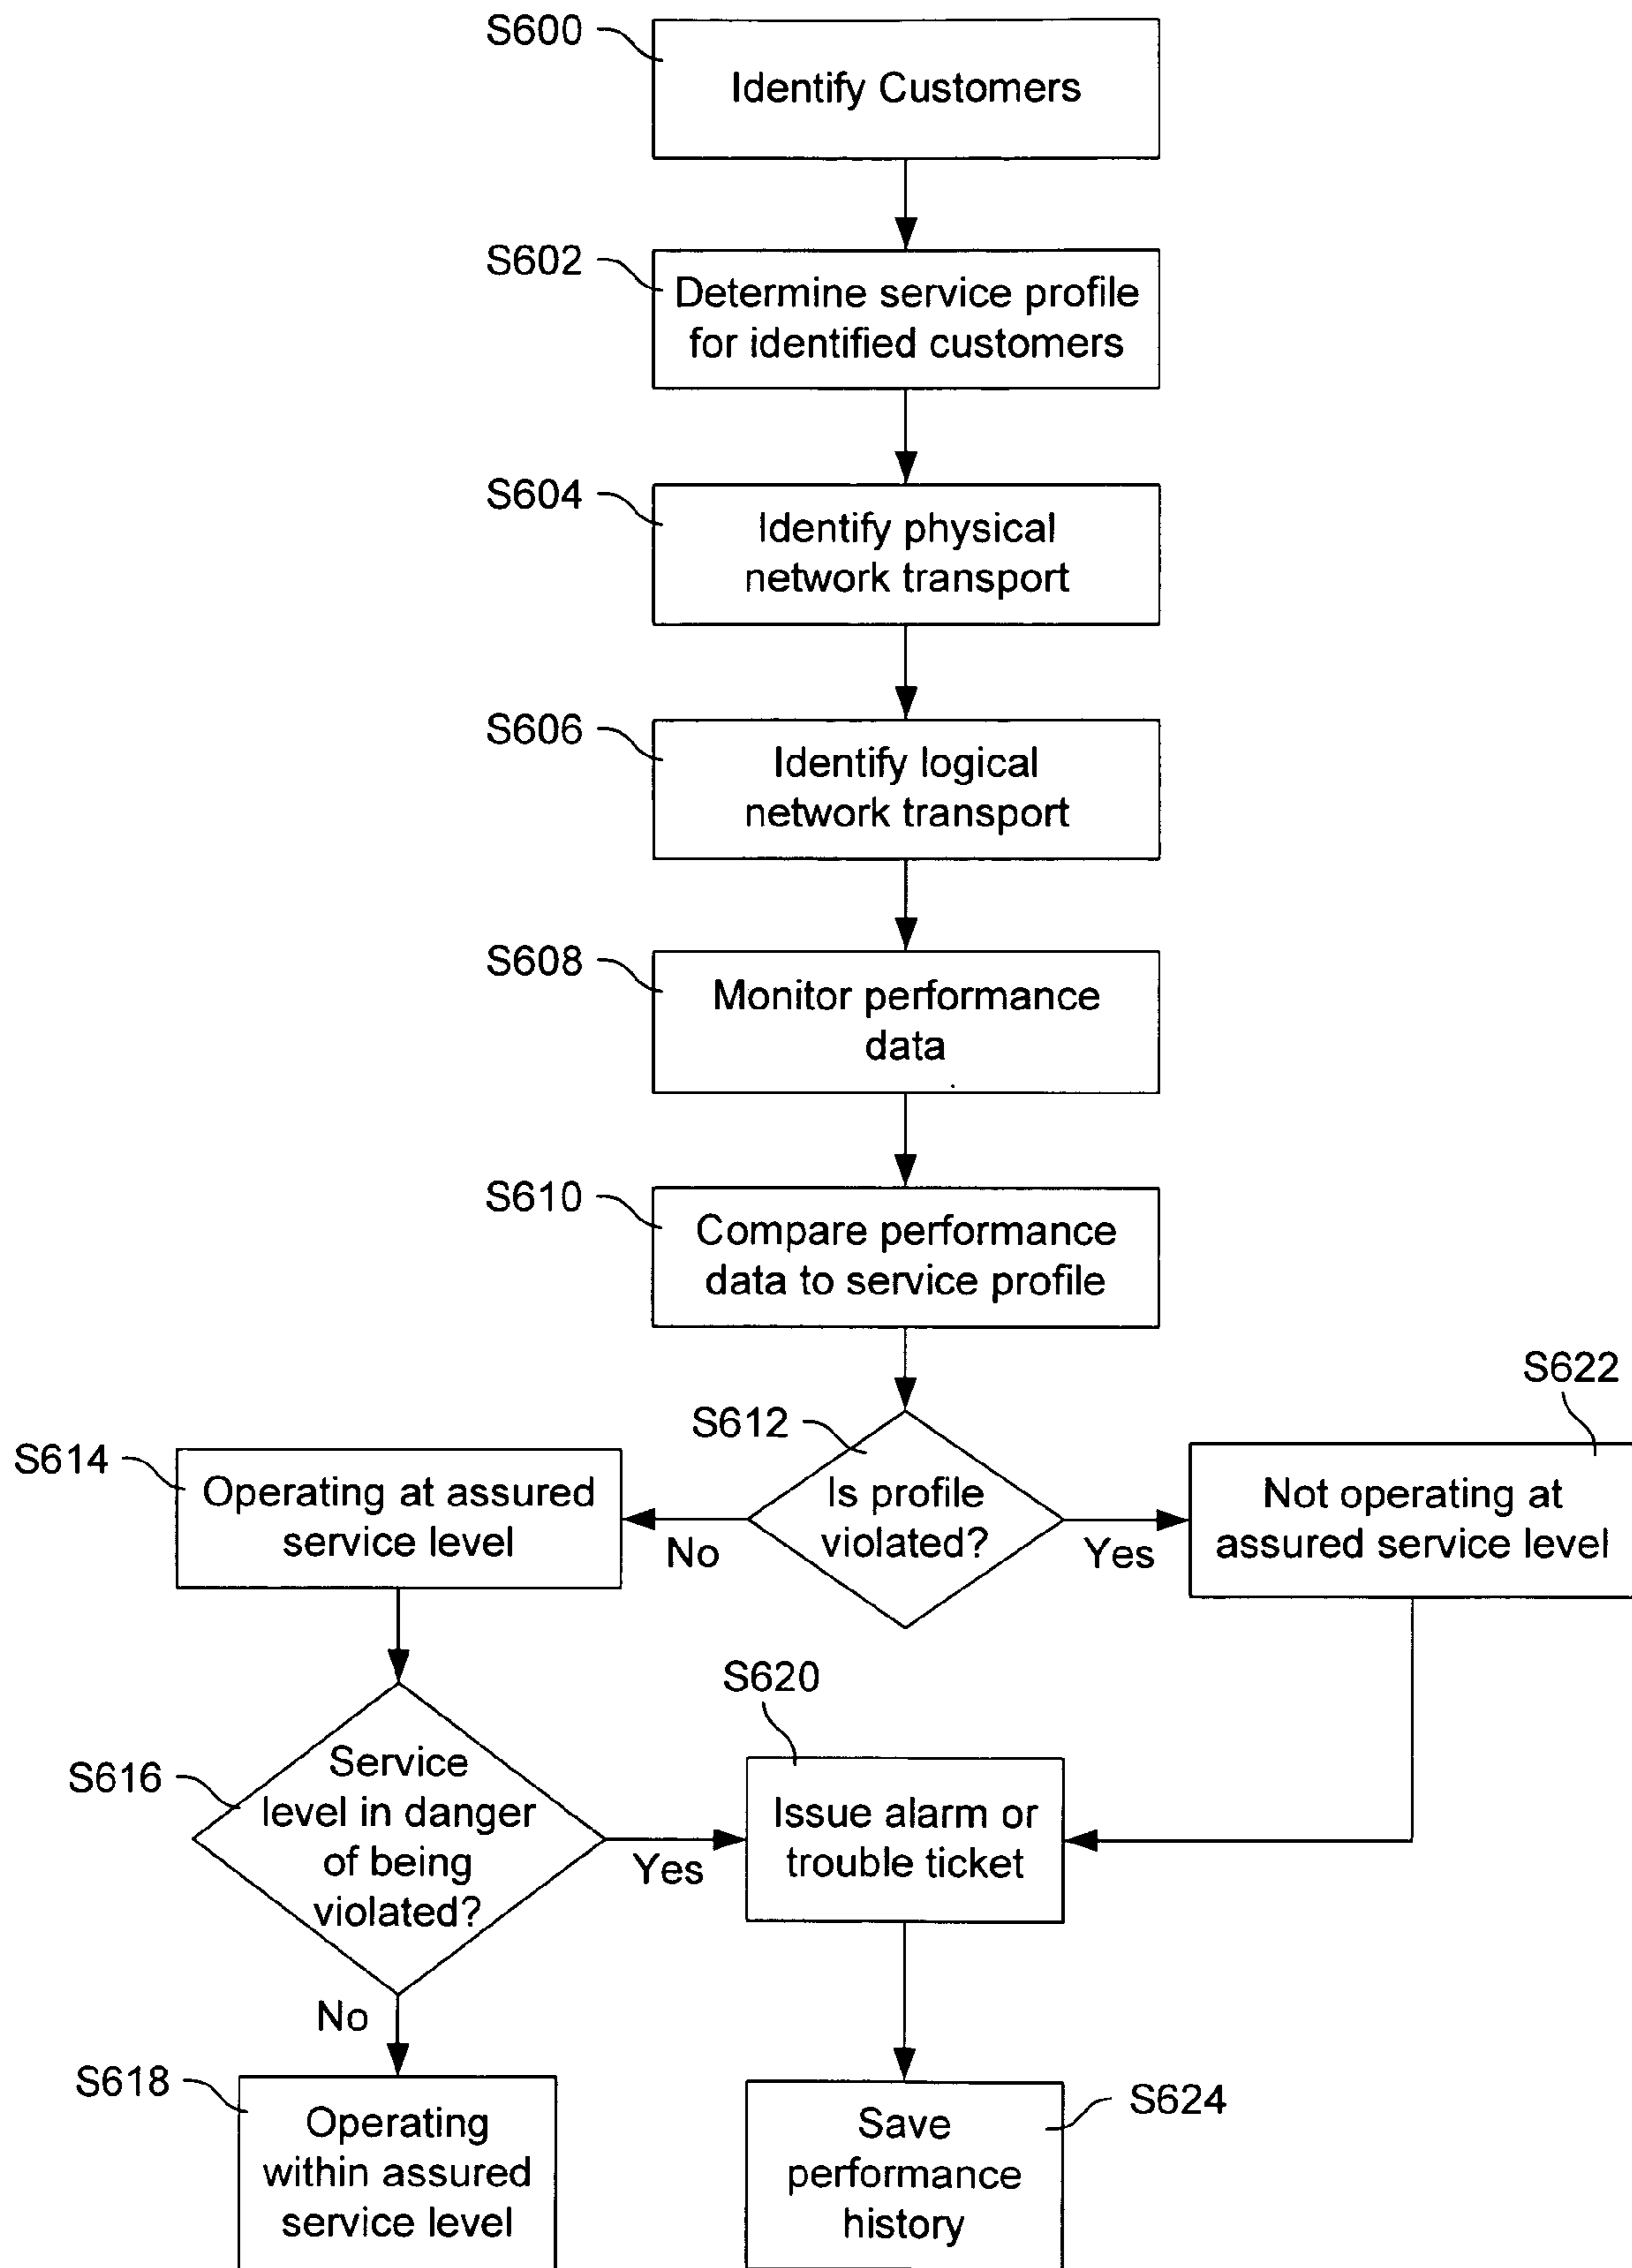 S600
Identify Customers
S602
Determine service profile
for identified customers
S604
Identify physical
network transport
S606
Identify logical
network transport
S608
Monitor performance
data
S610
Compare performance
data to service profile
S622
S612
S614
Operating at assured
service level
No
Is profile
violated?
Yes
Not operating at
assured service level
S620
S616
Service
level in danger
of being
violated?
Yes
Issue alarm or
trouble ticket
No
S618
Operating
within assured
service level
S624
Save
performance
history